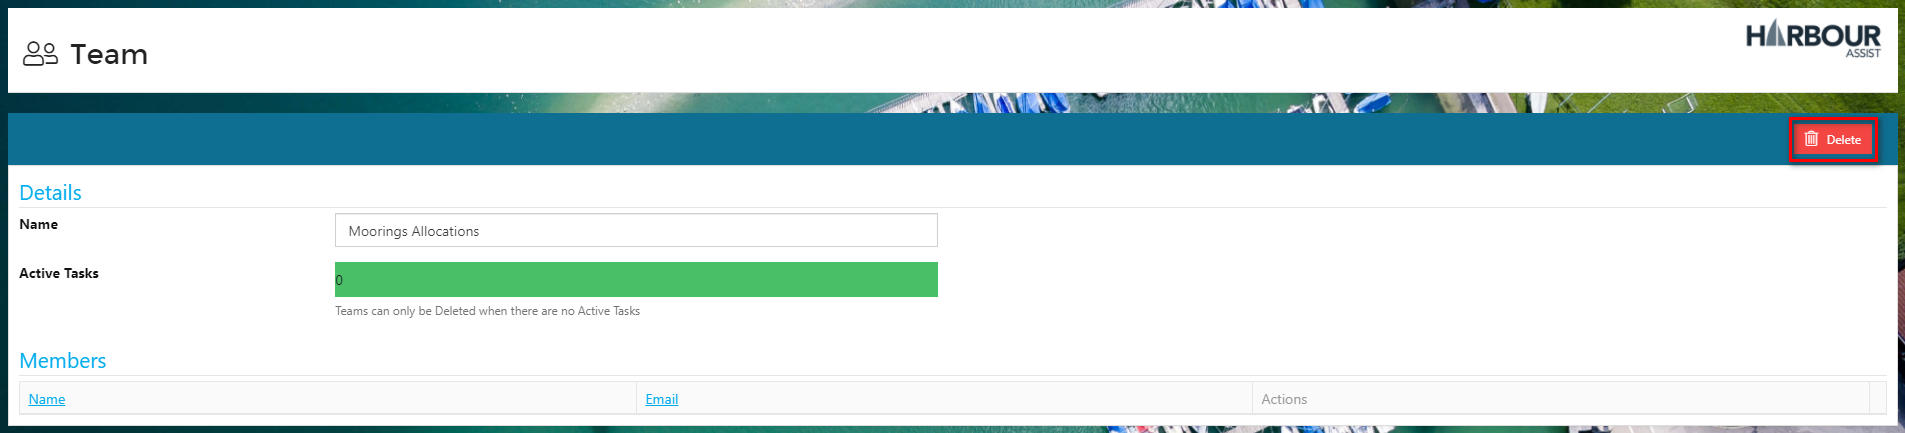 Team
HARBOUR
ASSIST
Delete
Details
Name
Moorings Allocations
Active Tasks
0
Teams can only be Deleted when there are no Active Tasks
Members
Name Email Actions